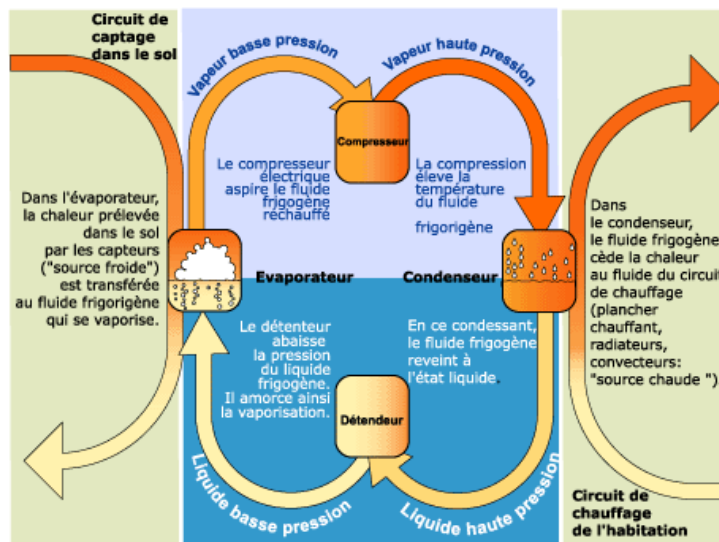 Circuit de
captage
dans le sol
Vapeur basse pression
Vapeur haute pression
Compresseur
Le compresseur
électrique
aspire le fluide
frigogène
réchauffé
La compression
éleve la
température
du fluide
frigorigène
Dans l'évaporateur,
la chaleur prélevée
dans le sol
par les capteurs
("source froide")
est transférée
au fluide frigorigène
qui se vaporise.
Evaporateur
Condenseur
Dans
le condenseur,
le fluide frigogène
cède la chaleur
au fluide du circuit
de chauffage
(plancher
chauffant,
radiateurs,
convecteurs:
"source chaude ")
Le détenteur
abaisse
la pression
du liquide
frigogène.
Il amorce ainsi
la vaporisation.
En ce condessant,
le fluide frigogène
reveint à
l'état liquide.
Détendeur
Liquide basse pression
Liquide haute pression
Circuit de
chauffage
de l'habitation